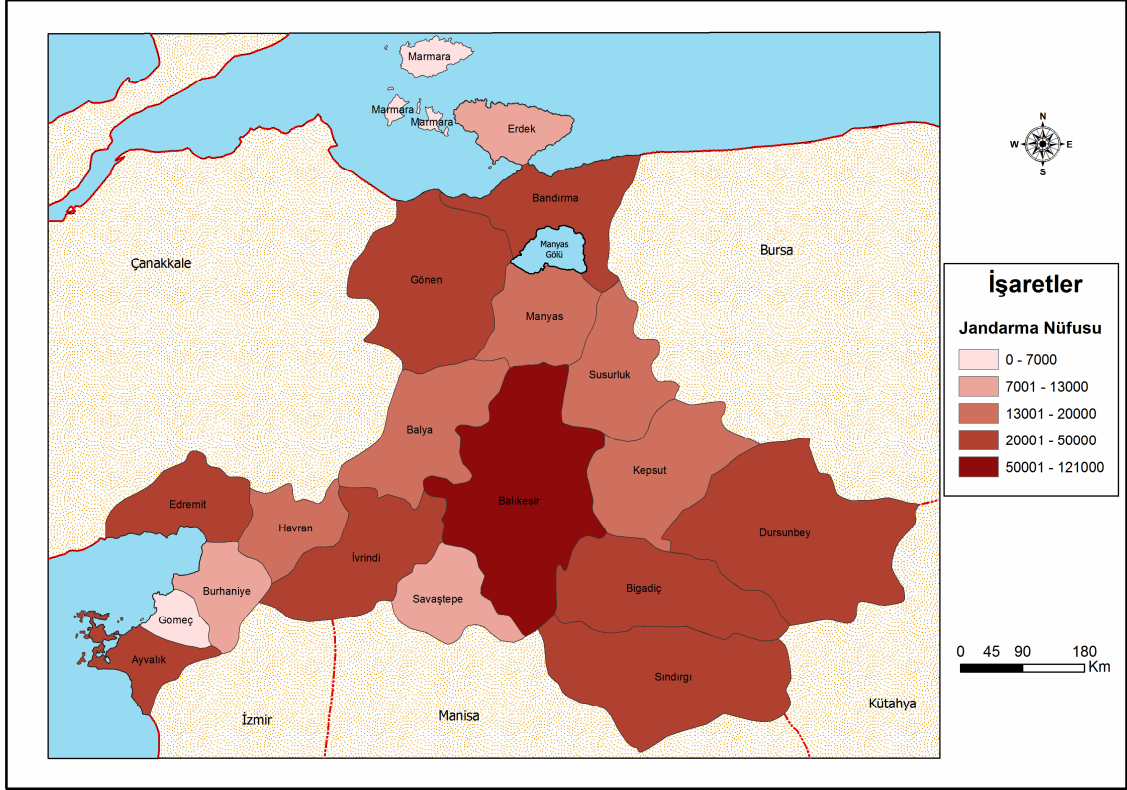 Marmara
Marmara
Marmara
Erdek
N
W
E
S
Bandırma
Manyas
Gölü
Çanakkale
Bursa
Gönen
Manyas
Susurluk
Balya
Kepsut
Balıkesir
Edremit
Havran
İvrindi
Dursunbey
Burhaniye
Savaştepe
Bigadiç
Gömeç
Ayvalık
Sındırgı
İzmir
Manisa
Kütahya
İşaretler
Jandarma Nüfusu
0 - 7000
7001 - 13000
13001 - 20000
20001 - 50000
50001 - 121000
0 45 90 180
Km